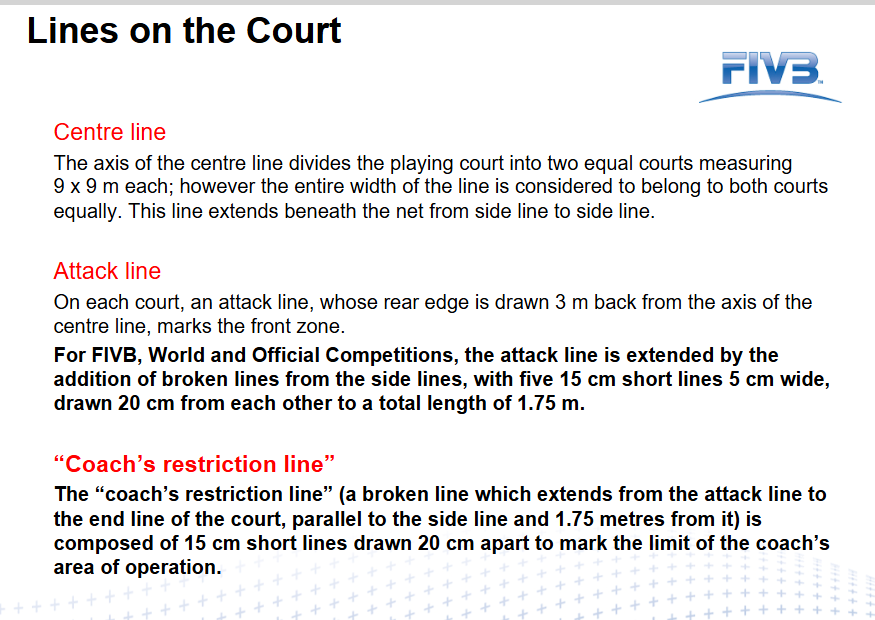 Lines on the Court
FIVB™
Centre line
The axis of the centre line divides the playing court into two equal courts measuring
9 x 9 m each; however the entire width of the line is considered to belong to both courts
equally. This line extends beneath the net from side line to side line.
Attack line
On each court, an attack line, whose rear edge is drawn 3 m back from the axis of the
centre line, marks the front zone.
For FIVB, World and Official Competitions, the attack line is extended by the
addition of broken lines from the side lines, with five 15 cm short lines 5 cm wide,
drawn 20 cm from each other to a total length of 1.75 m.
“Coach’s restriction line”
The “coach’s restriction line” (a broken line which extends from the attack line to
the end line of the court, parallel to the side line and 1.75 metres from it) is
composed of 15 cm short lines drawn 20 cm apart to mark the limit of the coach’s
area of operation.